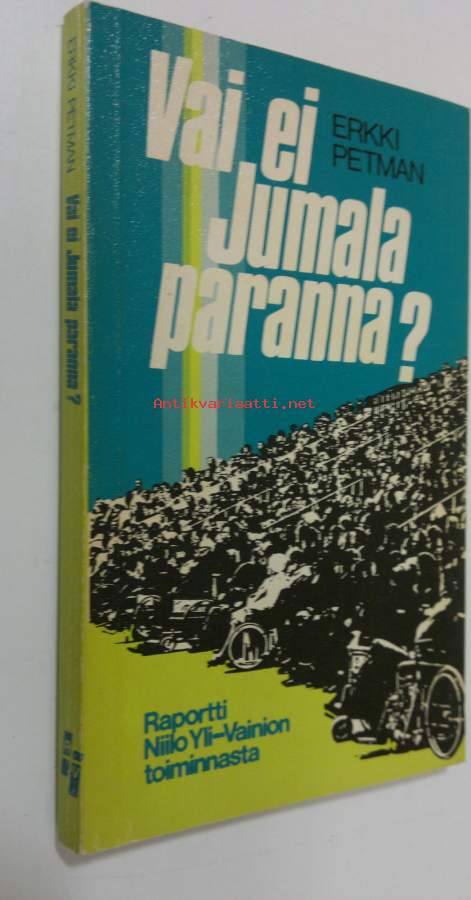 Vai ei
Jumala
paranna?
ERKKI
PETMAN
Raportti
Niilo Yli-Vainion
toiminnasta
ERKKI PETMAN Vai ei Jumala paranna?
Antikvariaatti.net